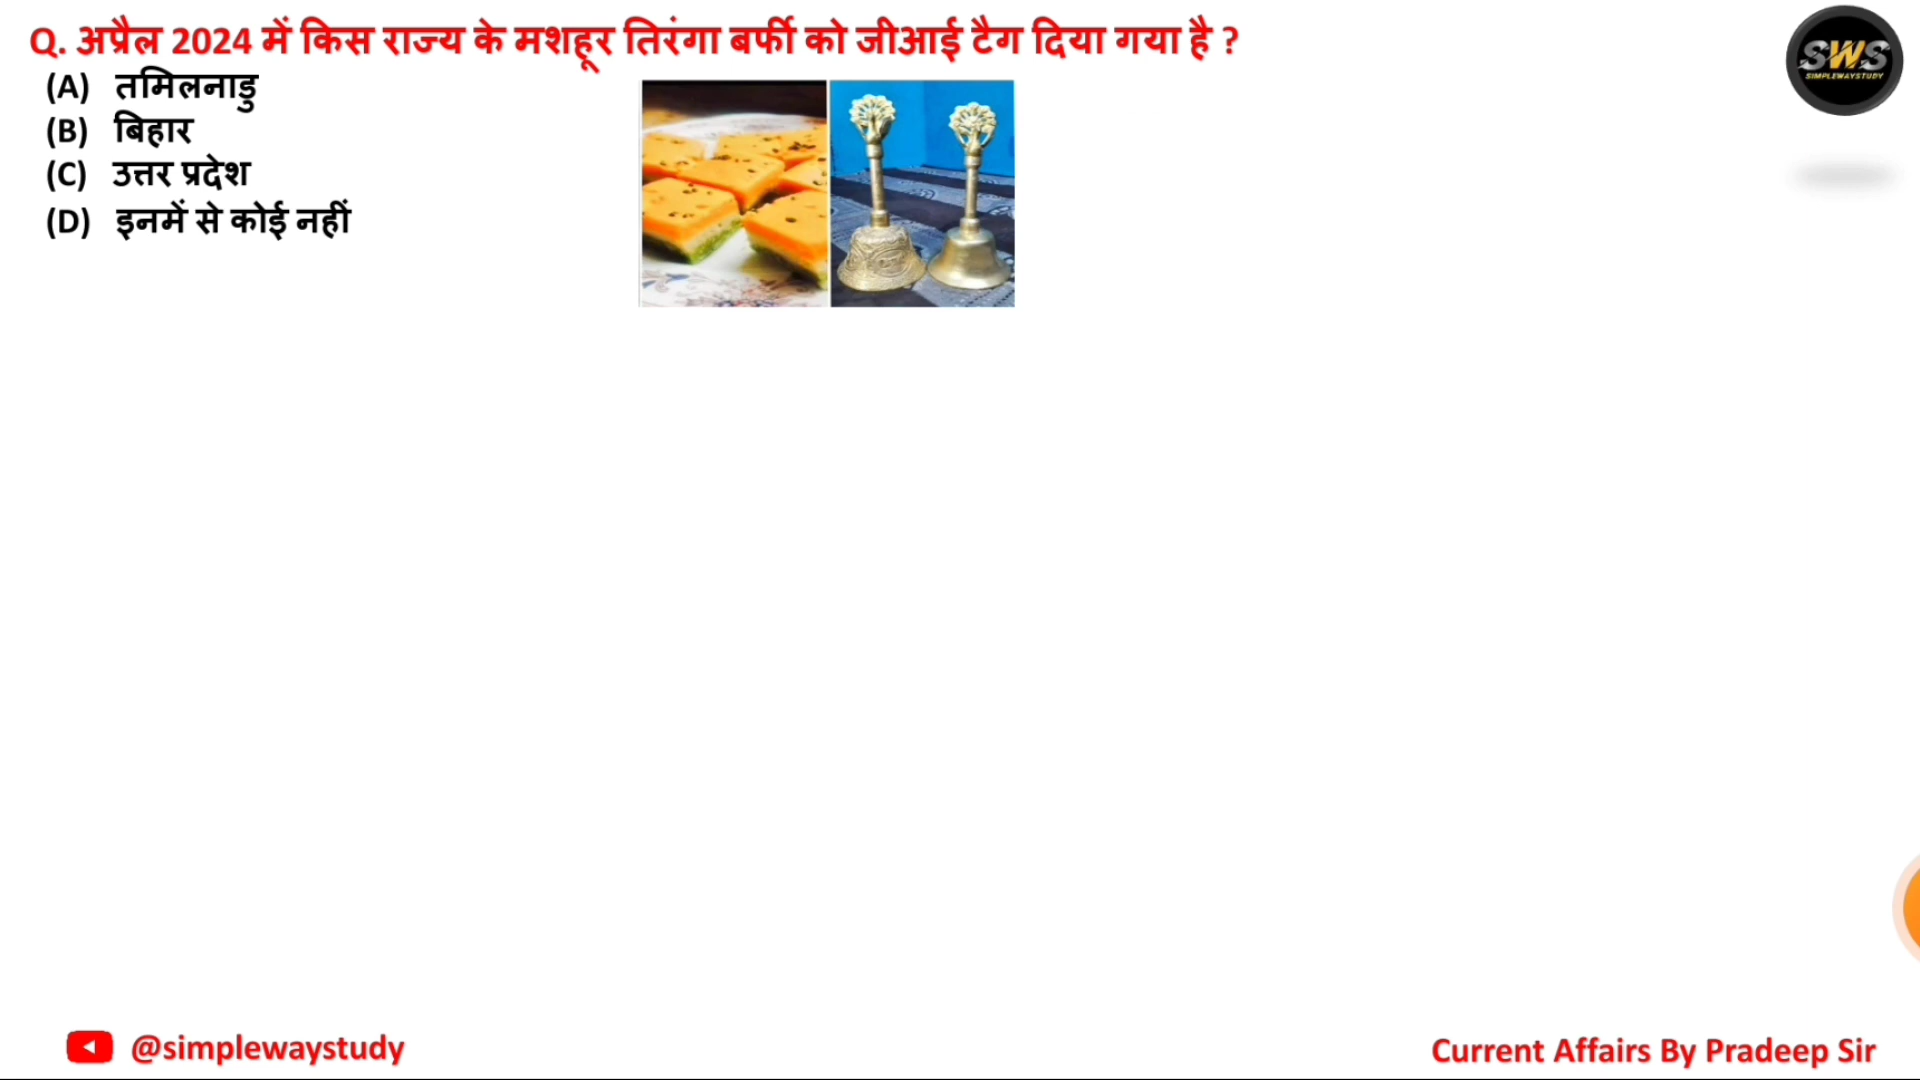 Q. अप्रैल 2024 में किस राज्य के मशहूर तिरंगा बर्फी को जीआई टैग दिया गया है ?
(A) तमिलनाडु
(B) बिहार
(C) उत्तर प्रदेश
(D) इनमें से कोई नहीं
SWS
SIMPLEWAYSTUDY
@simplewaystudy
Current Affairs By Pradeep Sir